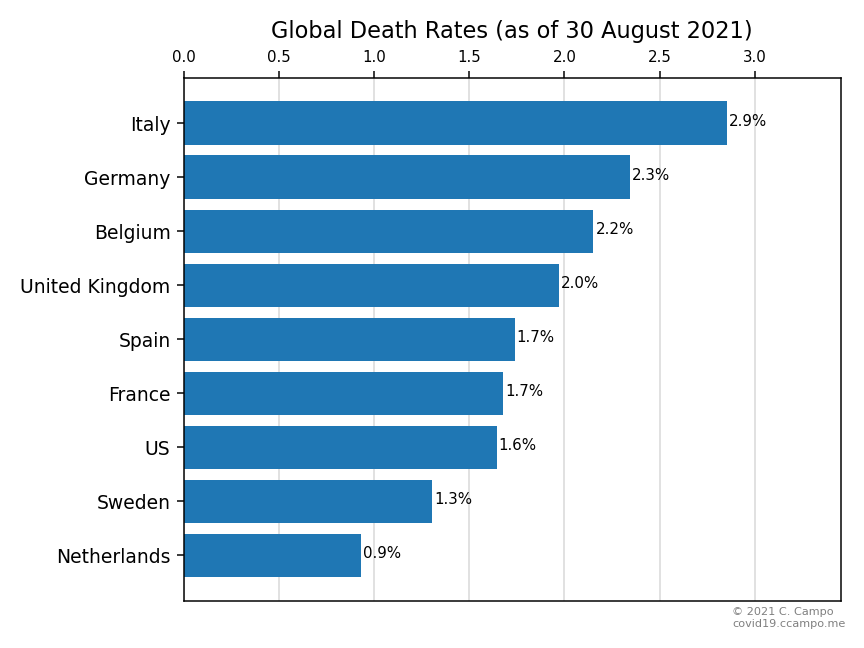 Global Death Rates (as of 30 August 2021)
0.0 0.5 1.0 1.5 2.0 2.5 3.0
Italy 2.9%
Germany 2.3%
Belgium 2.2%
United Kingdom 2.0%
Spain 1.7%
France 1.7%
US 1.6%
Sweden 1.3%
Netherlands 0.9%
© 2021 C. Campo
covid19.ccampo.me